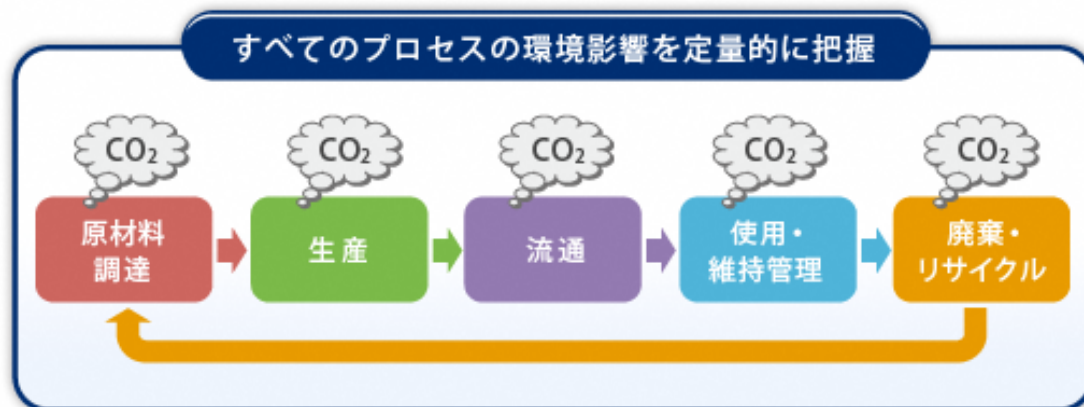 すべてのプロセスの環境影響を定量的に把握
CO₂
CO₂
CO₂
CO₂
CO₂
原材料
調達
生産
流通
使用・
維持管理
廃棄・
リサイクル